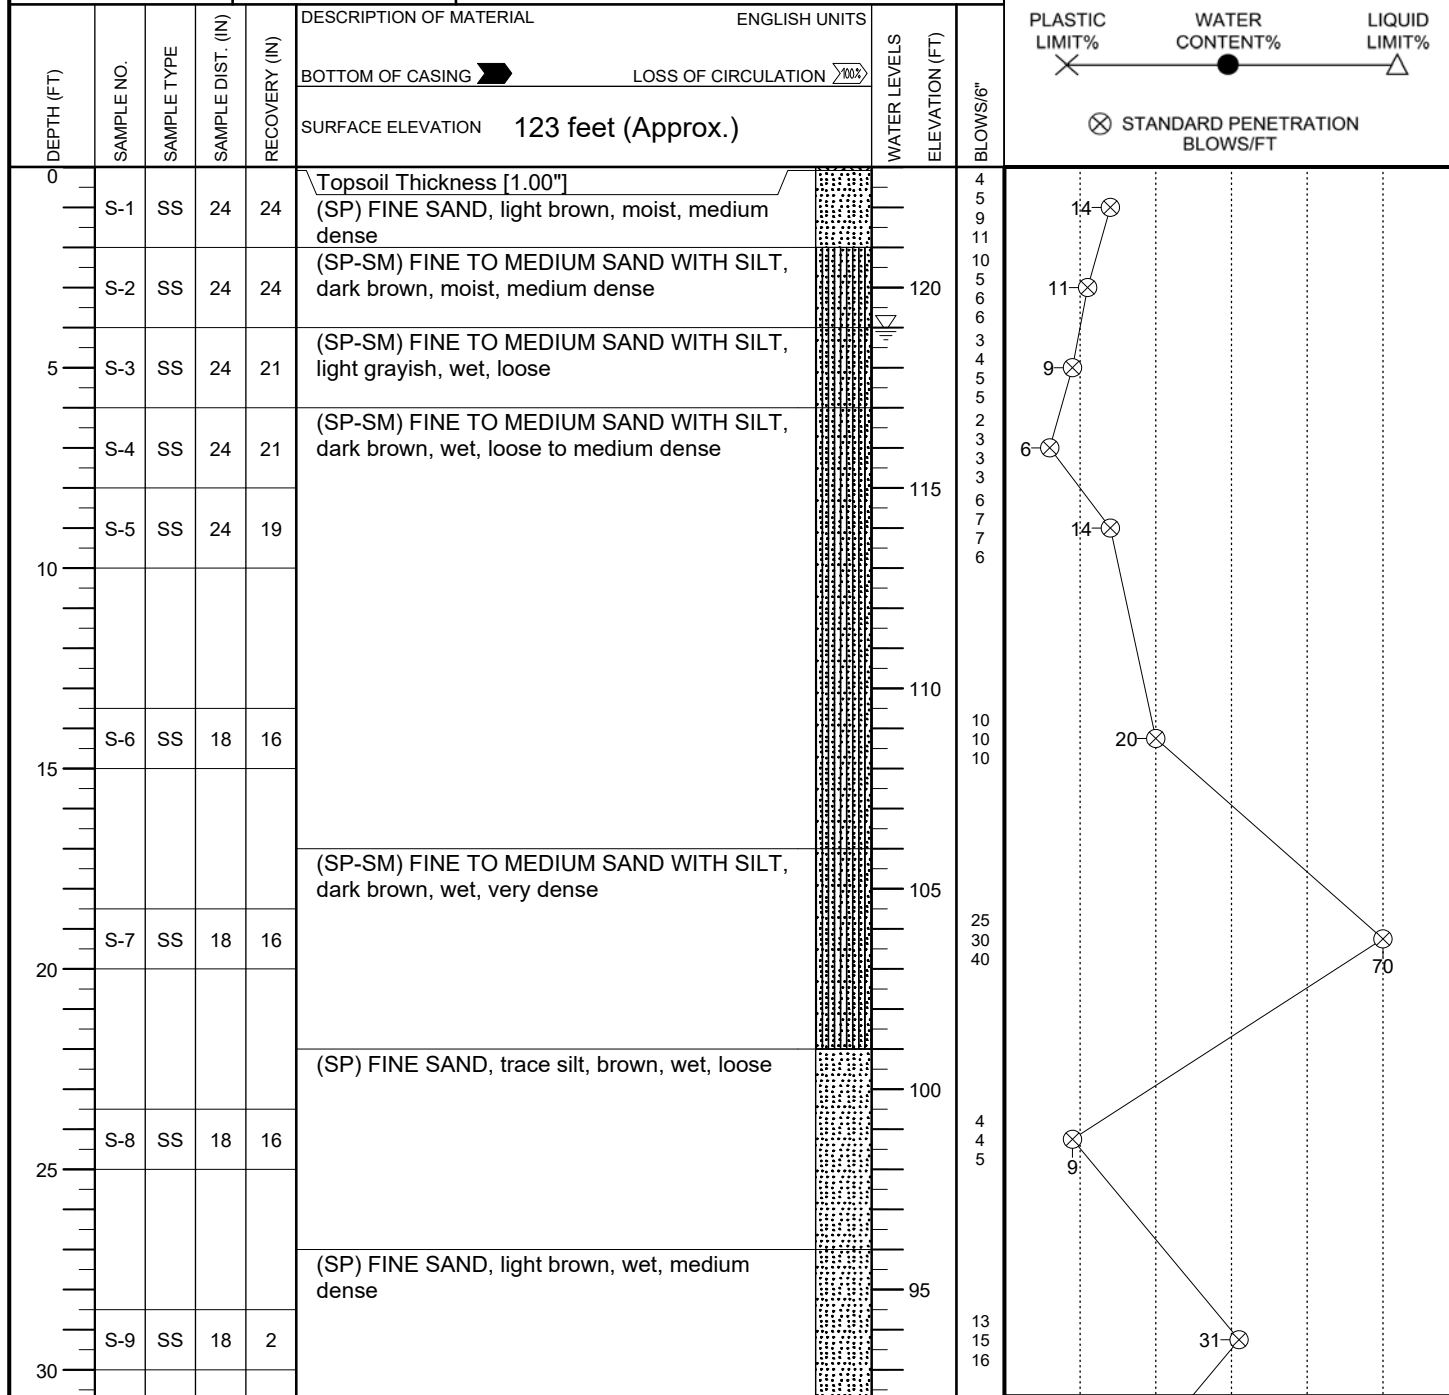 DESCRIPTION OF MATERIAL ENGLISH UNITS
BOTTOM OF CASING LOSS OF CIRCULATION 100%
SURFACE ELEVATION 123 feet (Approx.)
DEPTH (FT)
SAMPLE NO.
SAMPLE TYPE
SAMPLE DIST. (IN)
RECOVERY (IN)
WATER LEVELS
ELEVATION (FT)
BLOWS/6"
PLASTIC LIMIT%
WATER CONTENT%
LIQUID LIMIT%
STANDARD PENETRATION
BLOWS/FT
0
Topsoil Thickness [1.00"]
S-1 SS 24 24
(SP) FINE SAND, light brown, moist, medium
dense
4
5
9
11
14
S-2 SS 24 24
(SP-SM) FINE TO MEDIUM SAND WITH SILT,
dark brown, moist, medium dense
120
10
5
6
6
11
5
S-3 SS 24 21
(SP-SM) FINE TO MEDIUM SAND WITH SILT,
light grayish, wet, loose
3
4
5
5
9
S-4 SS 24 21
(SP-SM) FINE TO MEDIUM SAND WITH SILT,
dark brown, wet, loose to medium dense
2
3
3
3
6
115
S-5 SS 24 19
6
7
7
6
14
10
110
S-6 SS 18 16
10
10
10
20
15
(SP-SM) FINE TO MEDIUM SAND WITH SILT,
dark brown, wet, very dense
105
S-7 SS 18 16
25
30
40
70
20
(SP) FINE SAND, trace silt, brown, wet, loose
100
S-8 SS 18 16
4
4
5
9
25
(SP) FINE SAND, light brown, wet, medium
dense
95
S-9 SS 18 2
13
15
16
31
30